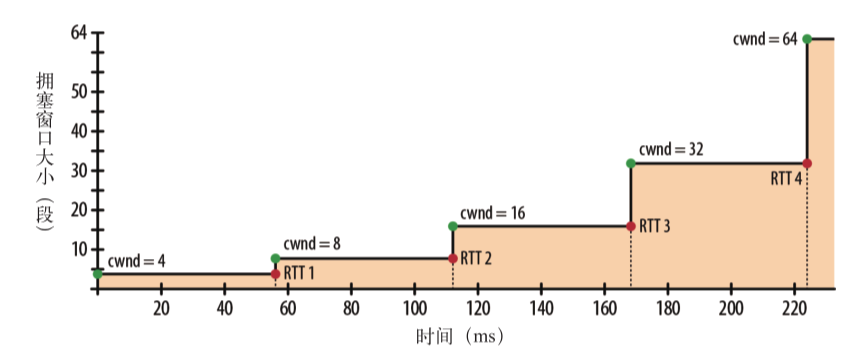 64
50
40
30
20
10
拥塞窗口大小（段）
cwnd = 4
RTT 1
cwnd = 8
RTT 2
cwnd = 16
RTT 3
cwnd = 32
RTT 4
cwnd = 64
20 40 60 80 100 120 140 160 180 200 220
时间（ms）